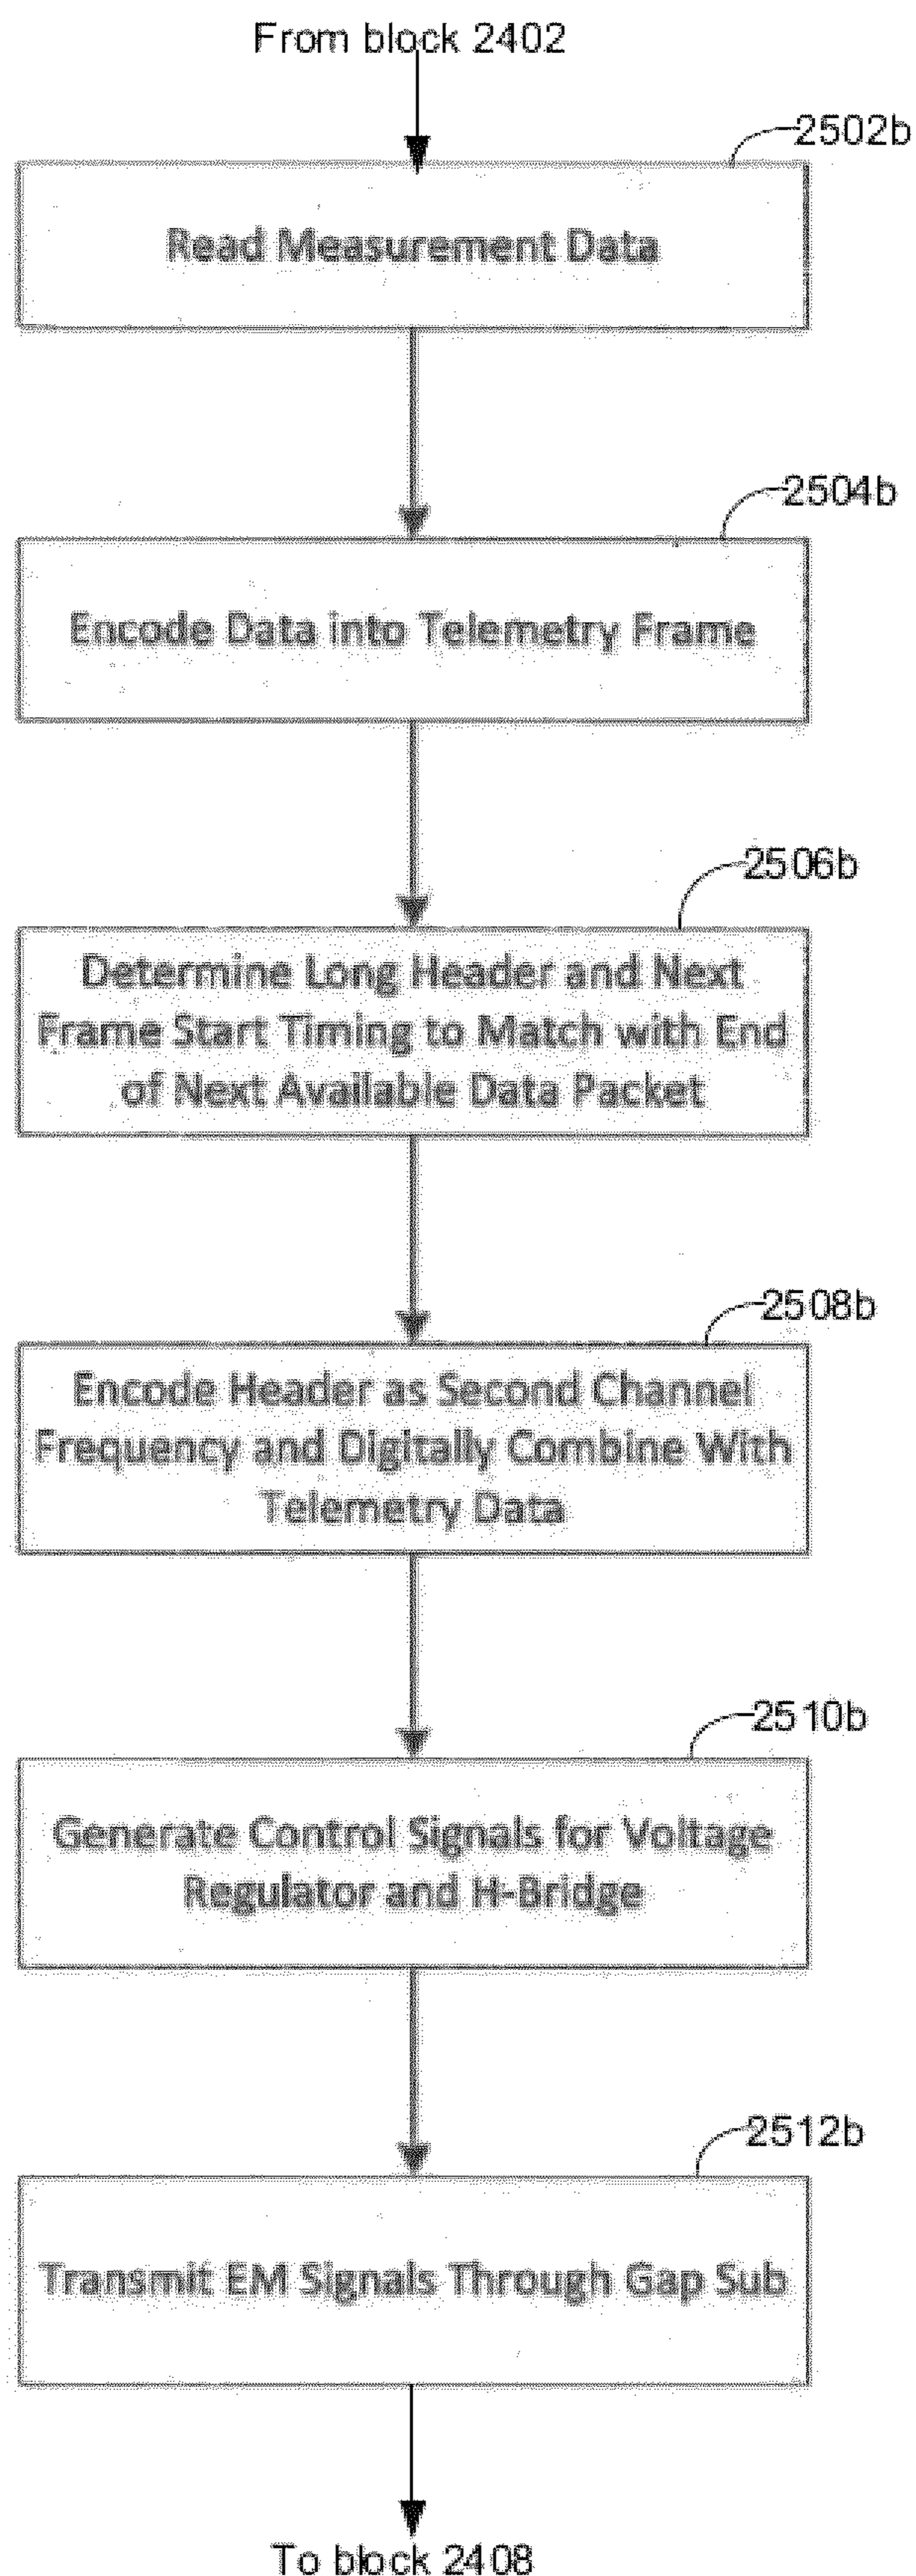 From block 2402
2502b
Read Measurement Data
2504b
Encode Data into Telemetry Frame
2506b
Determine Long Header and Next
Frame Start Timing to Match with End
of Next Available Data Packet
2508b
Encode Header as Second Channel
Frequency and Digitally Combine With
Telemetry Data
2510b
Generate Control Signals for Voltage
Regulator and H-Bridge
2512b
Transmit EM Signals Through Gap Sub
To block 2408